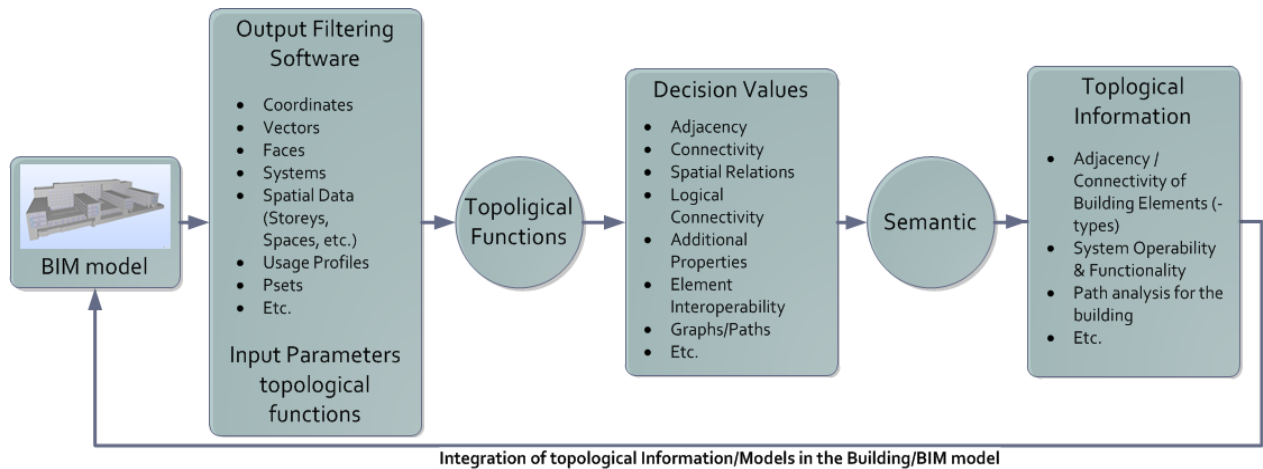 BIM model
Output Filtering
Software
• Coordinates
• Vectors
• Faces
• Systems
• Spatial Data
(Storeys,
Spaces, etc.)
• Usage Profiles
• Psets
• Etc.
Input Parameters
topological
functions
Topoligical
Functions
Decision Values
• Adjacency
• Connectivity
• Spatial Relations
• Logical
Connectivity
• Additional
Properties
• Element
Interoperability
• Graphs/Paths
• Etc.
Semantic
Toplogical
Information
• Adjacency /
Connectivity of
Building Elements (-
types)
• System Operability
& Functionality
• Path analysis for the
building
• Etc.
Integration of topological Information/Models in the Building/BIM model